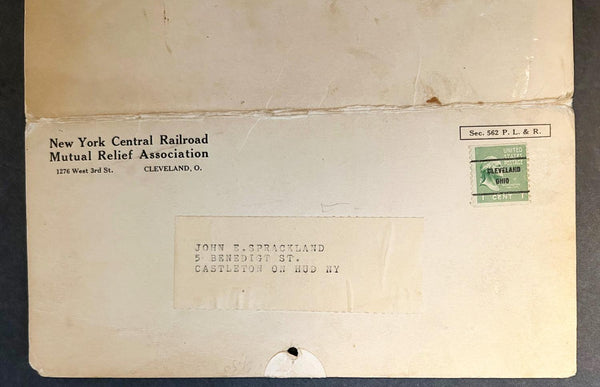 New York Central Railroad
Mutual Relief Association
1276 West 3rd St. CLEVELAND, O.
Sec. 562 P. L. & R.
UNITED
STATES
CLEVELAND
OHIO
1 CENT 1
JOHN E.SPRACKLAND
5 BENEDIGT ST.
CASTLETON ON HUD NY